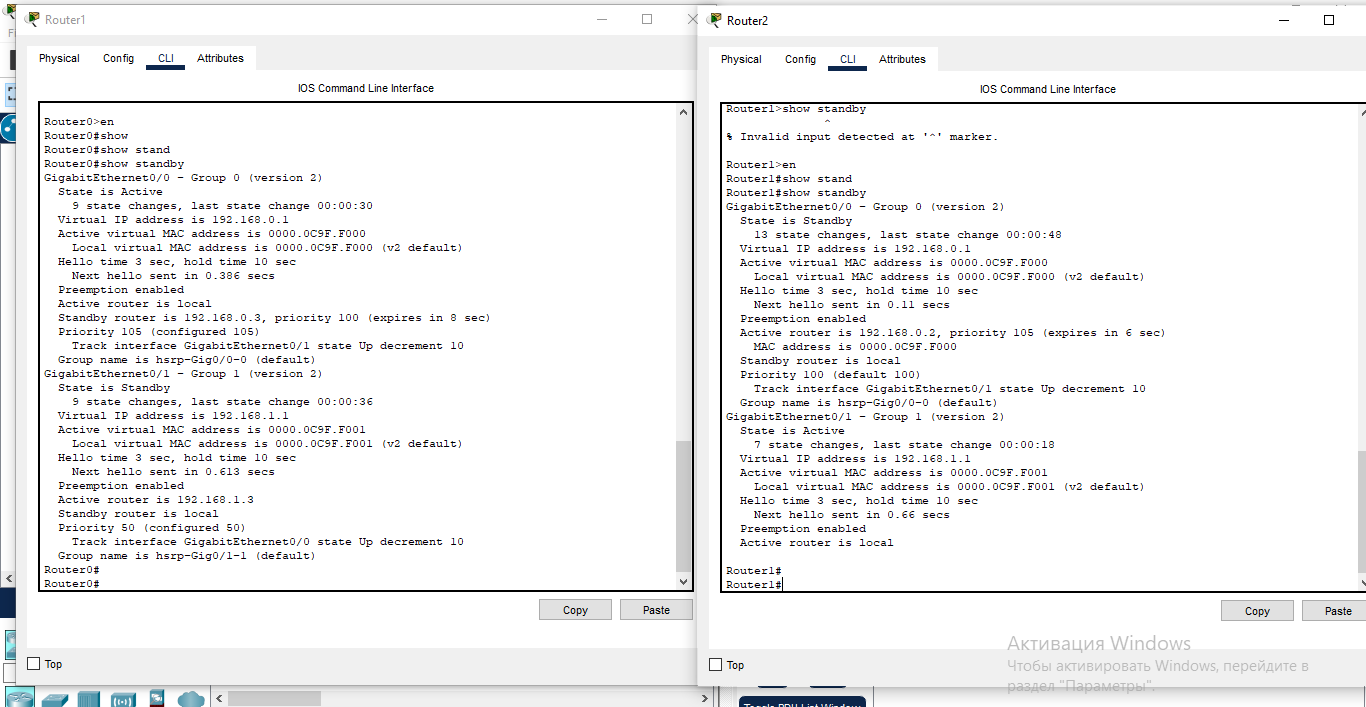 Router1
Physical Config CLI Attributes
IOS Command Line Interface
Router0>en
Router0#show
Router0#show stand
Router0#show standby
GigabitEthernet0/0 - Group 0 (version 2)
State is Active
9 state changes, last state change 00:00:30
Virtual IP address is 192.168.0.1
Active virtual MAC address is 0000.0C9F.F000
Local virtual MAC address is 0000.0C9F.F000 (v2 default)
Hello time 3 sec, hold time 10 sec
Next hello sent in 0.386 secs
Preemption enabled
Active router is local
Standby router is 192.168.0.3, priority 100 (expires in 8 sec)
Priority 105 (configured 105)
Track interface GigabitEthernet0/1 state Up decrement 10
Group name is hsrp-Gig0/0-0 (default)
GigabitEthernet0/1 - Group 1 (version 2)
State is Standby
9 state changes, last state change 00:00:36
Virtual IP address is 192.168.1.1
Active virtual MAC address is 0000.0C9F.F001
Local virtual MAC address is 0000.0C9F.F001 (v2 default)
Hello time 3 sec, hold time 10 sec
Next hello sent in 0.613 secs
Preemption enabled
Active router is 192.168.1.3
Standby router is local
Priority 50 (configured 50)
Track interface GigabitEthernet0/0 state Up decrement 10
Group name is hsrp-Gig0/1-1 (default)
Router0#
Router0#
Copy Paste
Top
Router2
Physical Config CLI Attributes
IOS Command Line Interface
Router1>show standby
^
% Invalid input detected at '^' marker.
Router1>en
Router1#show stand
Router1#show standby
GigabitEthernet0/0 - Group 0 (version 2)
State is Standby
13 state changes, last state change 00:00:48
Virtual IP address is 192.168.0.1
Active virtual MAC address is 0000.0C9F.F000
Local virtual MAC address is 0000.0C9F.F000 (v2 default)
Hello time 3 sec, hold time 10 sec
Next hello sent in 0.11 secs
Preemption enabled
Active router is 192.168.0.2, priority 105 (expires in 6 sec)
MAC address is 0000.0C9F.F000
Standby router is local
Priority 100 (default 100)
Track interface GigabitEthernet0/1 state Up decrement 10
Group name is hsrp-Gig0/0-0 (default)
GigabitEthernet0/1 - Group 1 (version 2)
State is Active
7 state changes, last state change 00:00:18
Virtual IP address is 192.168.1.1
Active virtual MAC address is 0000.0C9F.F001
Local virtual MAC address is 0000.0C9F.F001 (v2 default)
Hello time 3 sec, hold time 10 sec
Next hello sent in 0.66 secs
Preemption enabled
Active router is local
Router1#
Router1#
Copy Paste
Top
Активация Windows
Чтобы активировать Windows, перейдите в
раздел "Параметры".
Toggle PDU List Window